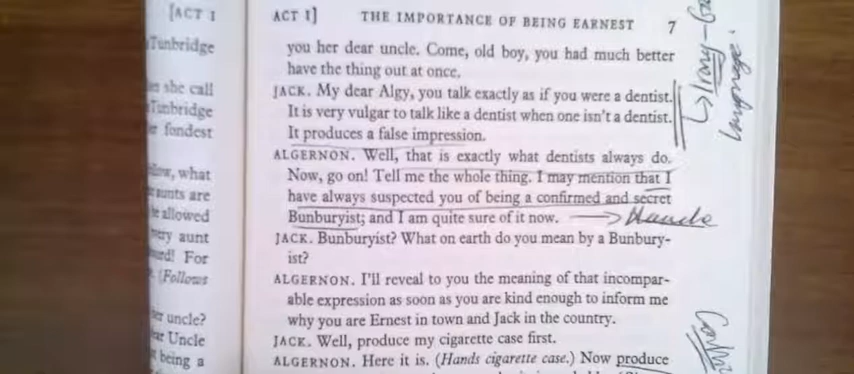 [ACT I
Tunbridge
she call
Tunbridge
fondest
what
aunts are
allowed
aunt
For
(Follows
uncle?
Uncle
being a
ACT I] THE IMPORTANCE OF BEING EARNEST 7
you her dear uncle. Come, old boy, you had much better
have the thing out at once.
JACK. My dear Algy, you talk exactly as if you were a dentist.
It is very vulgar to talk like a dentist when one isn't a dentist.
It produces a false impression.
ALGERNON. Well, that is exactly what dentists always do.
Now, go on! Tell me the whole thing. I may mention that I
have always suspected you of being a confirmed and secret
Bunburyist; and I am quite sure of it now.
JACK. Bunburyist? What on earth do you mean by a Bunbury-
ist?
ALGERNON. I'll reveal to you the meaning of that incompar-
able expression as soon as you are kind enough to inform me
why you are Ernest in town and Jack in the country.
JACK. Well, produce my cigarette case first.
ALGERNON. Here it is. (Hands cigarette case.) Now produce
Irony
language.